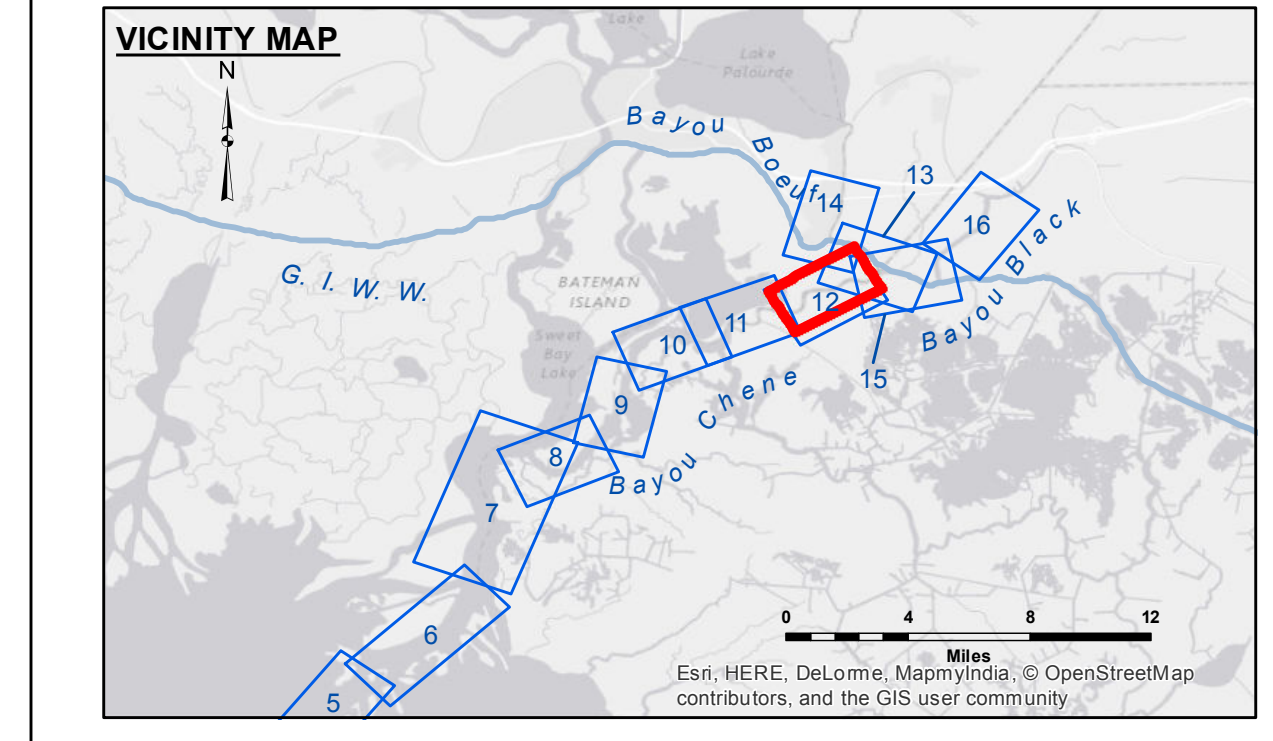 VICINITY MAP
N
Lake
Lake
Palourde
Bayou
Boeuf
13
14
16
Bayou Black
G. I. W. W.
BATEMAN
ISLAND
12
11
10
Sweet
Bay
Lake
15
9
Bayou Chene
8
7
6
5
0 4 8 12
Miles
Esri, HERE, DeLorme, MapmyIndia, © OpenStreetMap
contributors, and the GIS user community